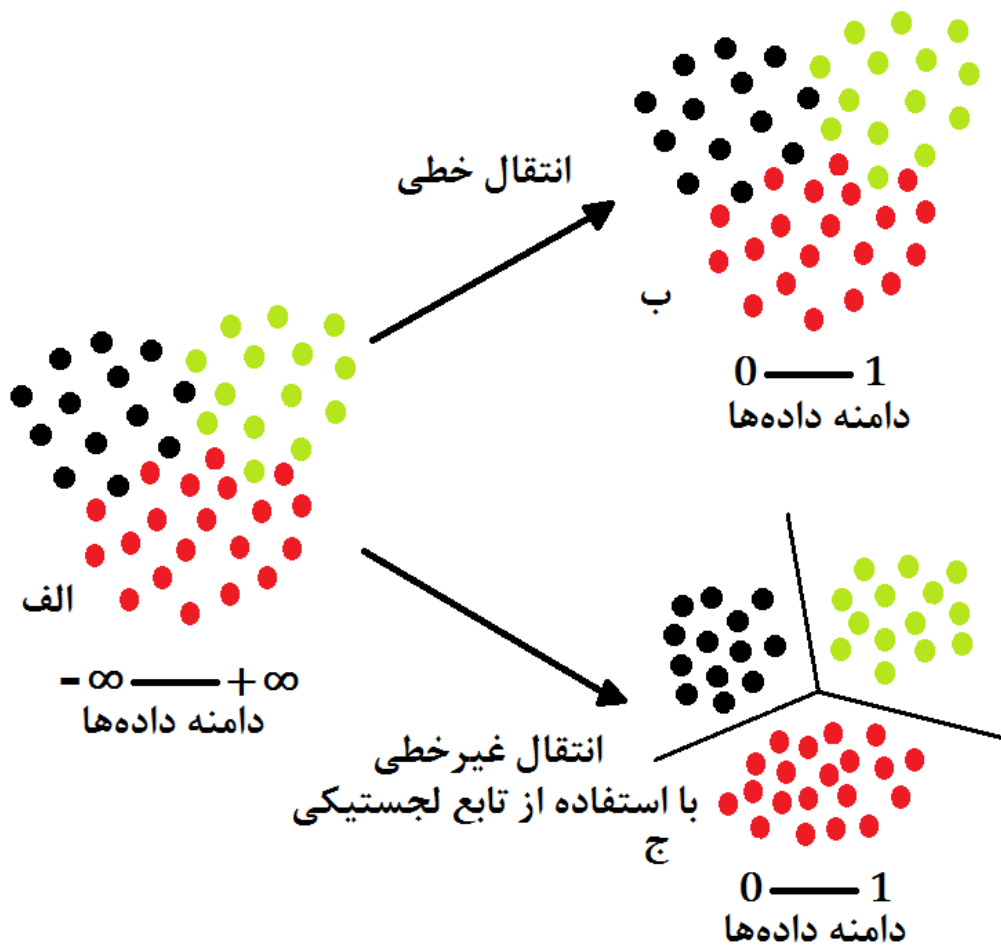 انتقال خطی
ب
0 1
دامنه داده‌ها
الف
- ∞ + ∞
دامنه داده‌ها
انتقال غیرخطی
با استفاده از تابع لجستیکی
ج
0 1
دامنه داده‌ها